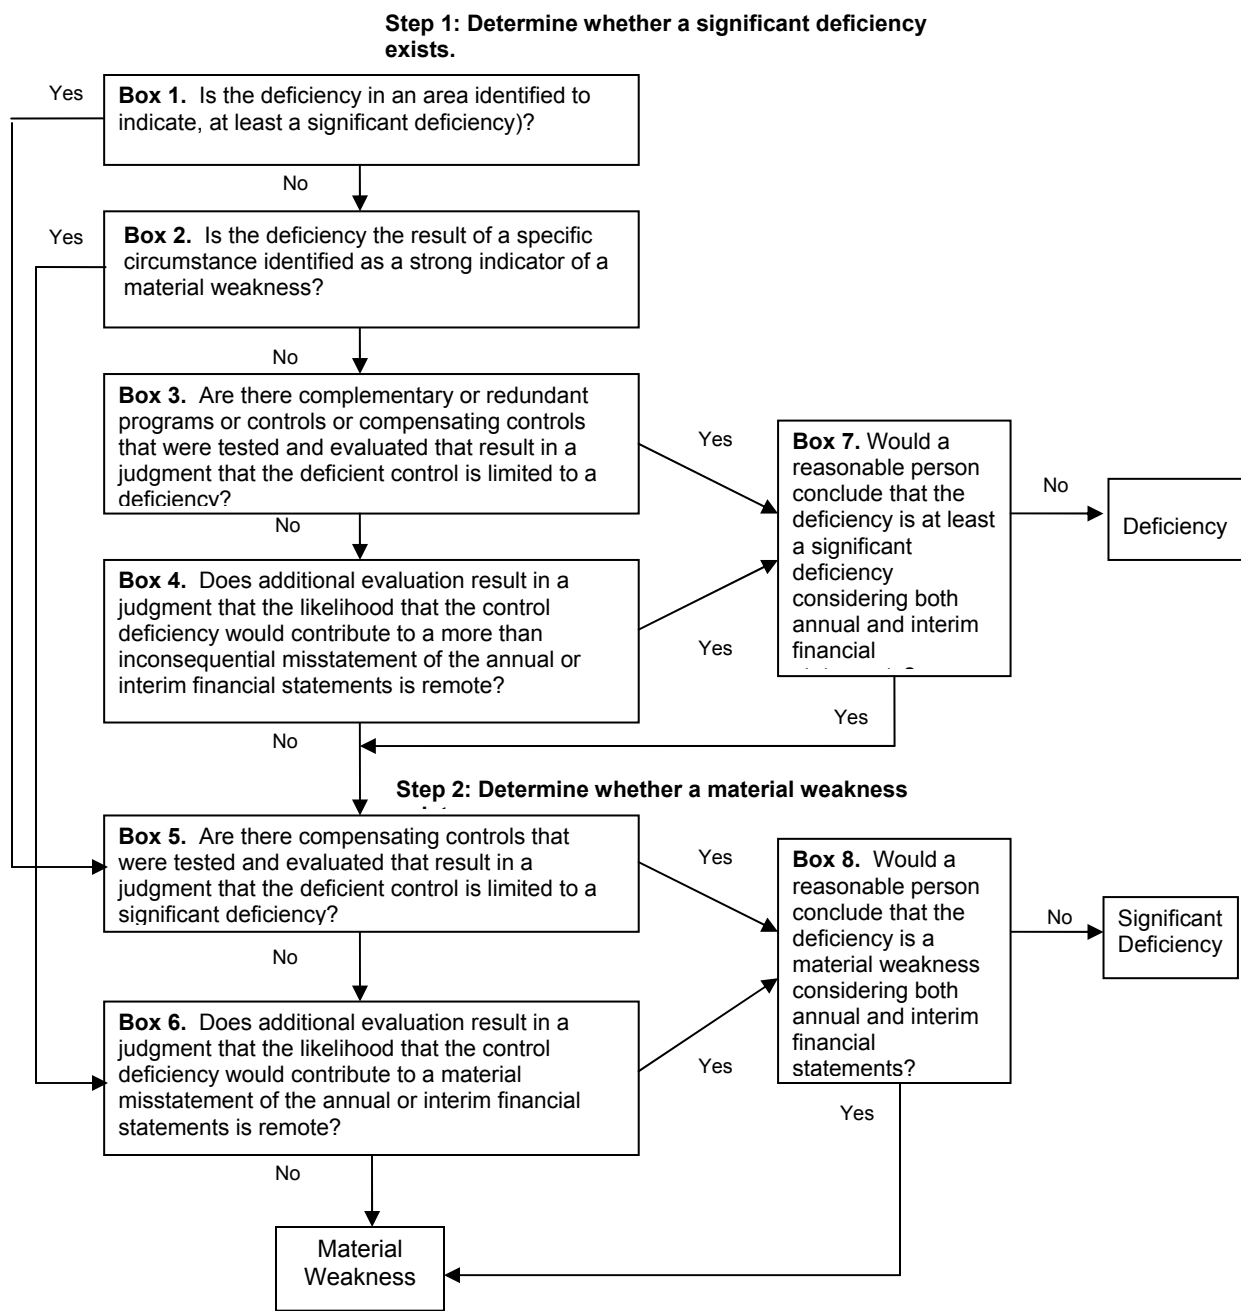 Step 1: Determine whether a significant deficiency
exists.
Yes
Box 1. Is the deficiency in an area identified to
indicate, at least a significant deficiency)?
No
Yes
Box 2. Is the deficiency the result of a specific
circumstance identified as a strong indicator of a
material weakness?
No
Box 3. Are there complementary or redundant
programs or controls or compensating controls
that were tested and evaluated that result in a
judgment that the deficient control is limited to a
deficiency?
Yes
No
Box 4. Does additional evaluation result in a
judgment that the likelihood that the control
deficiency would contribute to a more than
inconsequential misstatement of the annual or
interim financial statements is remote?
Yes
No
Box 7. Would a
reasonable person
conclude that the
deficiency is at least
a significant
deficiency
considering both
annual and interim
financial
No
Deficiency
Yes
Step 2: Determine whether a material weakness
Box 5. Are there compensating controls that
were tested and evaluated that result in a
judgment that the deficient control is limited to a
significant deficiency?
Yes
No
Box 6. Does additional evaluation result in a
judgment that the likelihood that the control
deficiency would contribute to a material
misstatement of the annual or interim financial
statements is remote?
Yes
No
Box 8. Would a
reasonable person
conclude that the
deficiency is a
material weakness
considering both
annual and interim
financial
statements?
No
Significant
Deficiency
Yes
Material
Weakness